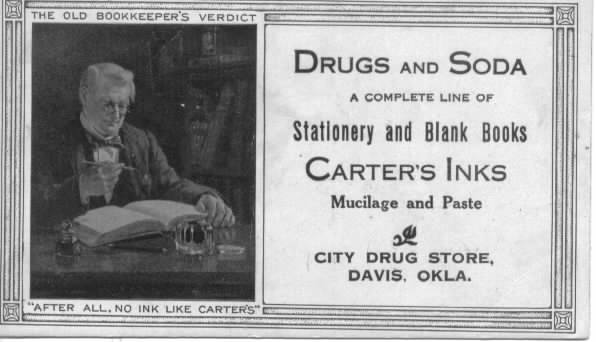 THE OLD BOOKKEEPER'S VERDICT
"AFTER ALL, NO INK LIKE CARTER'S"
DRUGS AND SODA
A COMPLETE LINE OF
Stationery and Blank Books
CARTER'S INKS
Mucilage and Paste
CITY DRUG STORE,
DAVIS, OKLA.